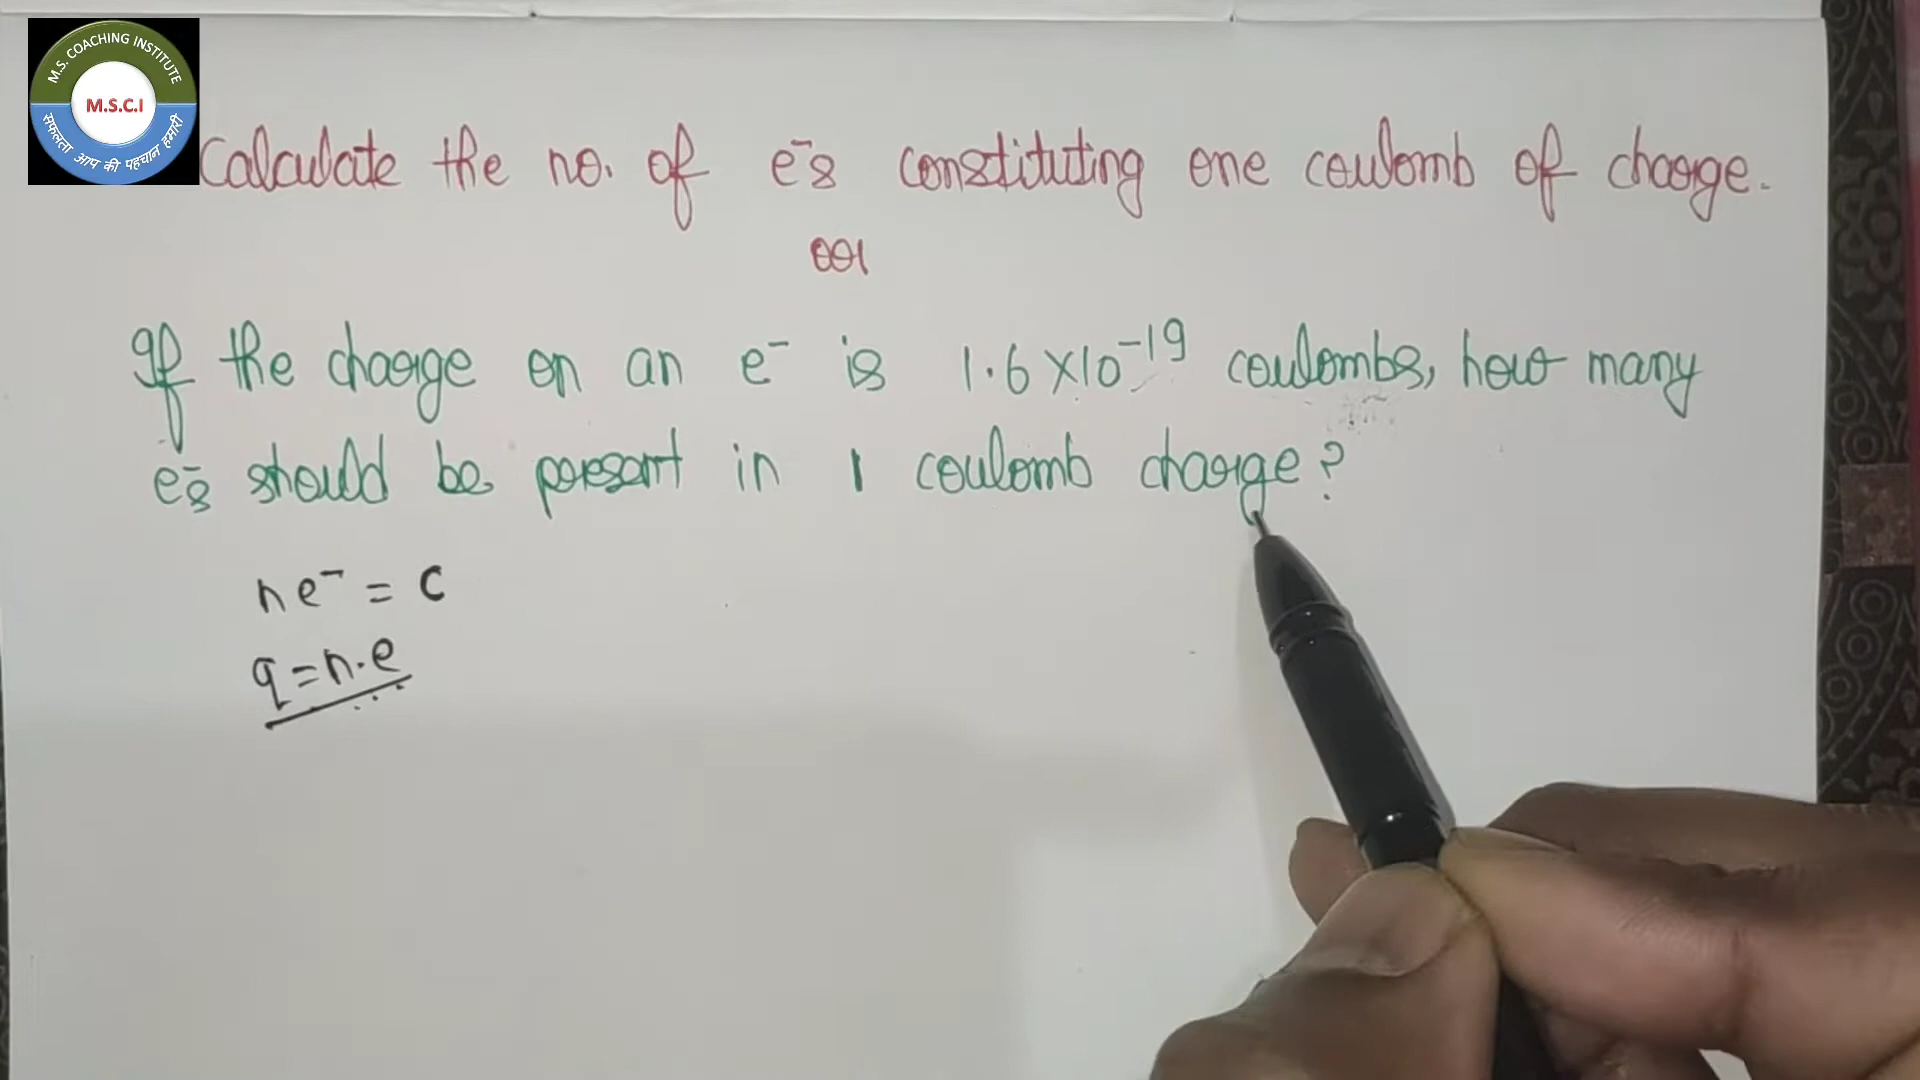 M.S. COACHING INSTITUTE
M.S.C.I
सफलता आप की पहचान हमारी
Calculate the no. of e⁻s constituting one coulomb of charge.
or
If the charge on an e⁻ is 1.6×10⁻¹⁹ coulombs, how many
e⁻s should be present in 1 coulomb charge?
ne⁻ = C
q=n.e